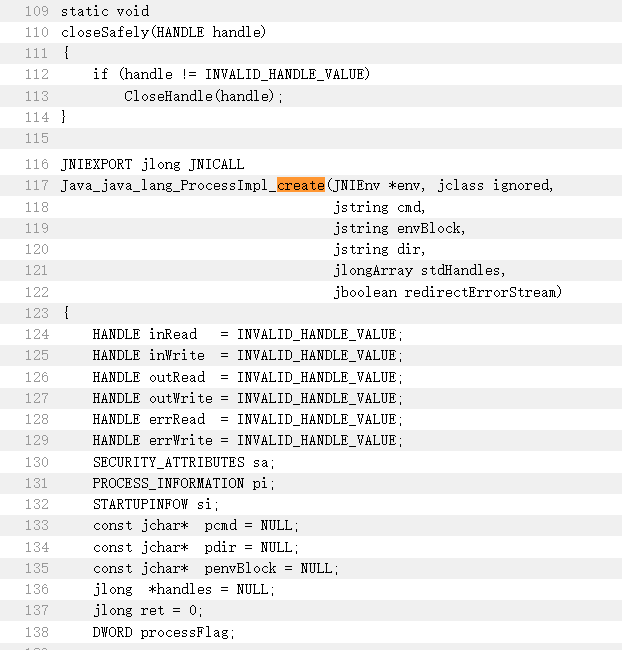 109 static void
110 closeSafely(HANDLE handle)
111 {
112     if (handle != INVALID_HANDLE_VALUE)
113         CloseHandle(handle);
114 }
115
116 JNIEXPORT jlong JNICALL
117 Java_java_lang_ProcessImpl_create(JNIEnv *env, jclass ignored,
118                                   jstring cmd,
119                                   jstring envBlock,
120                                   jstring dir,
121                                   jlongArray stdHandles,
122                                   jboolean redirectErrorStream)
123 {
124     HANDLE inRead   = INVALID_HANDLE_VALUE;
125     HANDLE inWrite  = INVALID_HANDLE_VALUE;
126     HANDLE outRead  = INVALID_HANDLE_VALUE;
127     HANDLE outWrite = INVALID_HANDLE_VALUE;
128     HANDLE errRead  = INVALID_HANDLE_VALUE;
129     HANDLE errWrite = INVALID_HANDLE_VALUE;
130     SECURITY_ATTRIBUTES sa;
131     PROCESS_INFORMATION pi;
132     STARTUPINFOW si;
133     const jchar*  pcmd = NULL;
134     const jchar*  pdir = NULL;
135     const jchar*  penvBlock = NULL;
136     jlong  *handles = NULL;
137     jlong ret = 0;
138     DWORD processFlag;